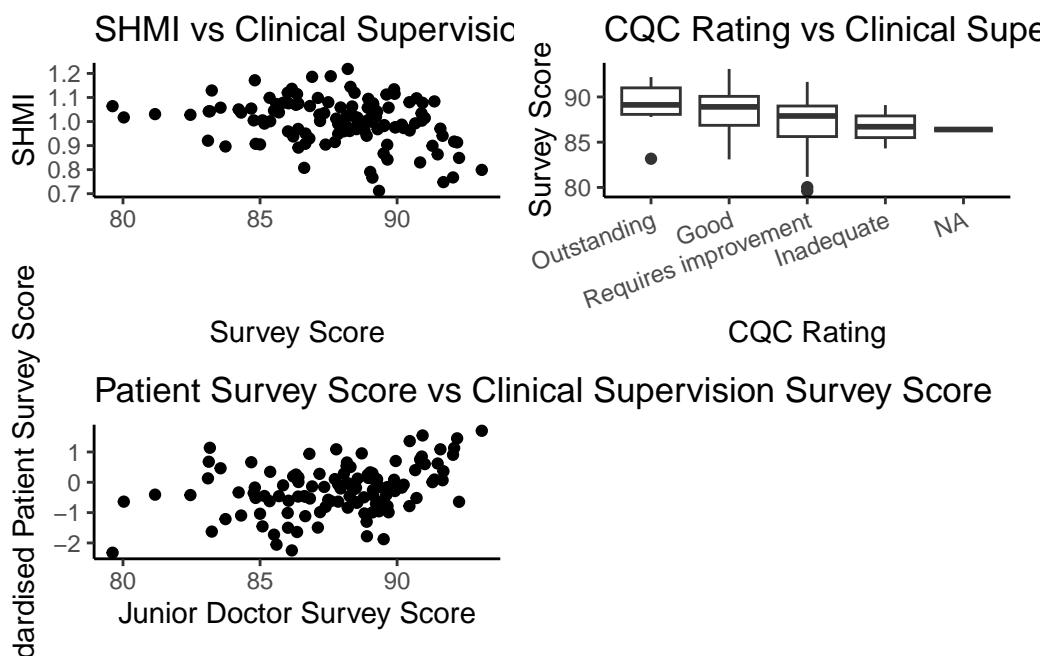 SHMI vs Clinical Supervisio
SHMI
1.2
1.1
1.0
0.9
0.8
0.7
80 85 90
Survey Score
CQC Rating vs Clinical Supe
Survey Score
90
85
80
Outstanding
Good
Requires improvement
Inadequate
NA
CQC Rating
Patient Survey Score vs Clinical Supervision Survey Score
dardised Patient Survey Score
1
0
−1
−2
80 85 90
Junior Doctor Survey Score